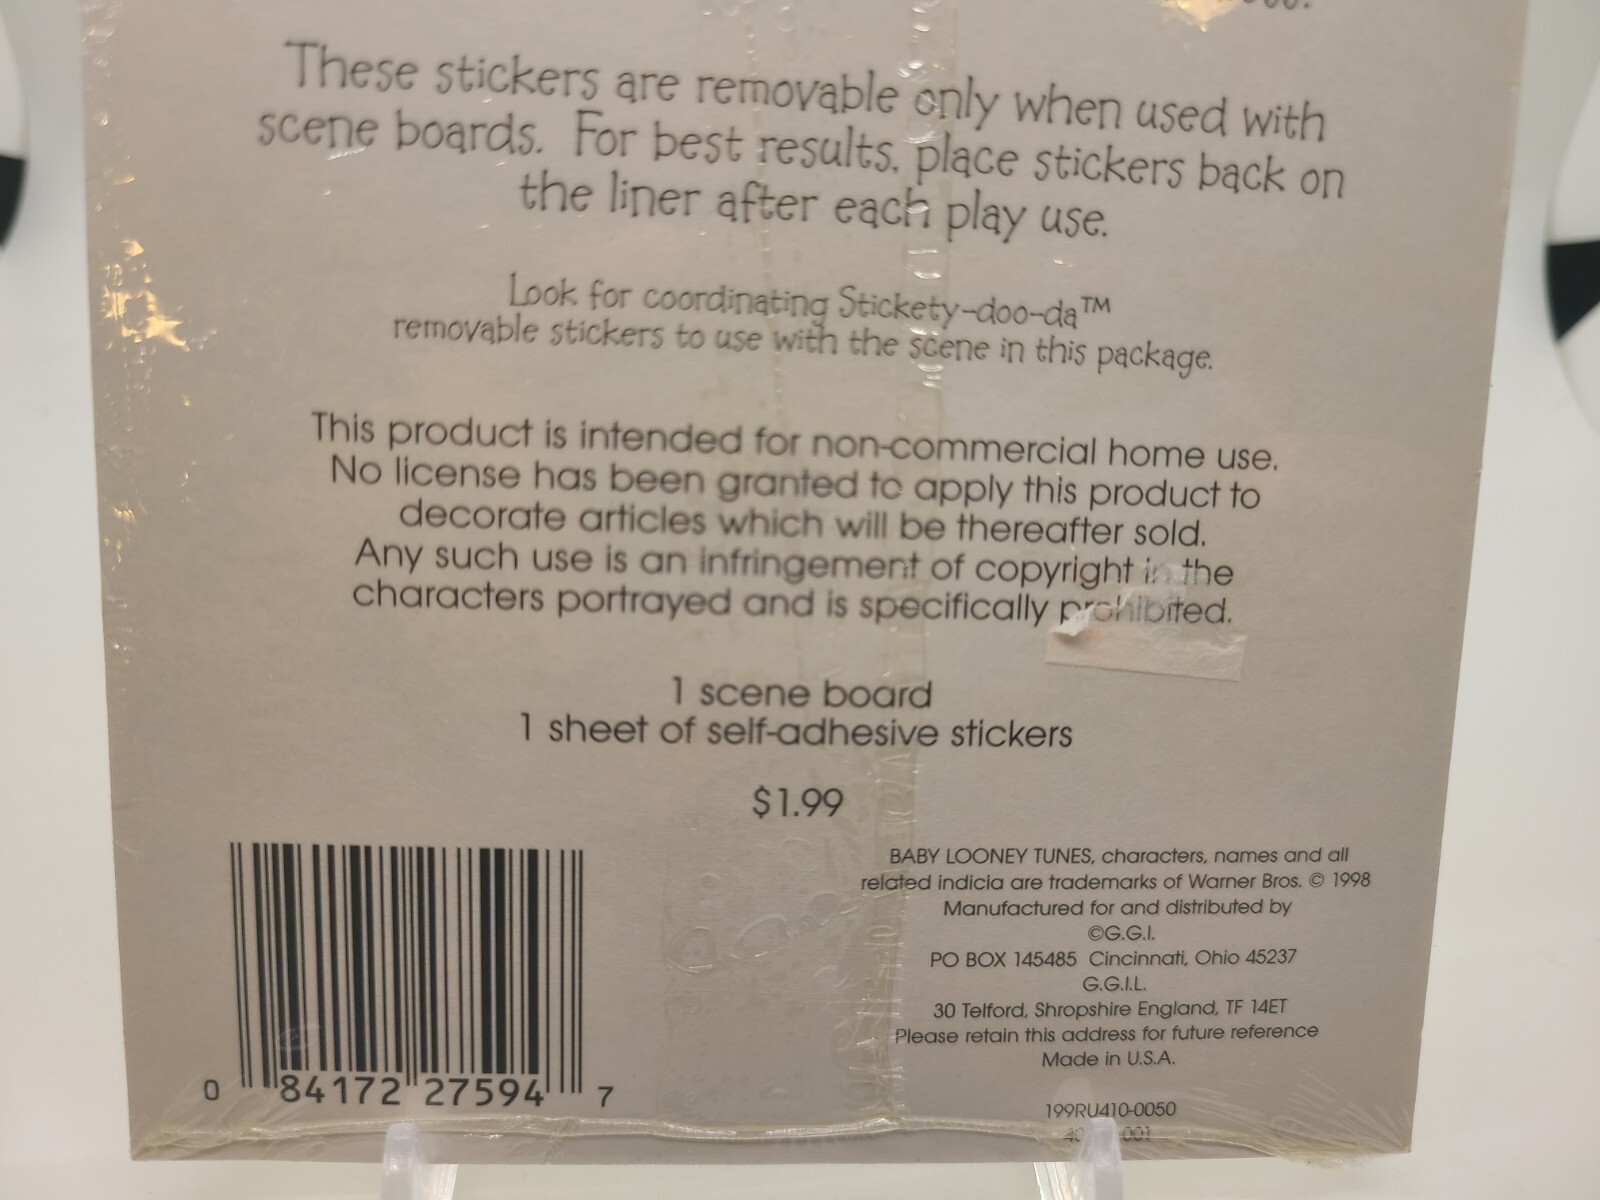 These stickers are removable only when used with
scene boards. For best results, place stickers back on
the liner after each play use.
Look for coordinating Stickety-doo-da™
removable stickers to use with the scene in this package.
This product is intended for non-commercial home use.
No license has been granted to apply this product to
decorate articles which will be thereafter sold.
Any such use is an infringement of copyright in the
characters portrayed and is specifically prohibited.
1 scene board
1 sheet of self-adhesive stickers
$1.99
BABY LOONEY TUNES, characters, names and all
related indicia are trademarks of Warner Bros. © 1998
Manufactured for and distributed by
©G.G.I.
PO BOX 145485 Cincinnati, Ohio 45237
G.G.I.L.
30 Telford, Shropshire England, TF 14ET
Please retain this address for future reference
Made in U.S.A.
0 84172 27594 7
199RU410-0050